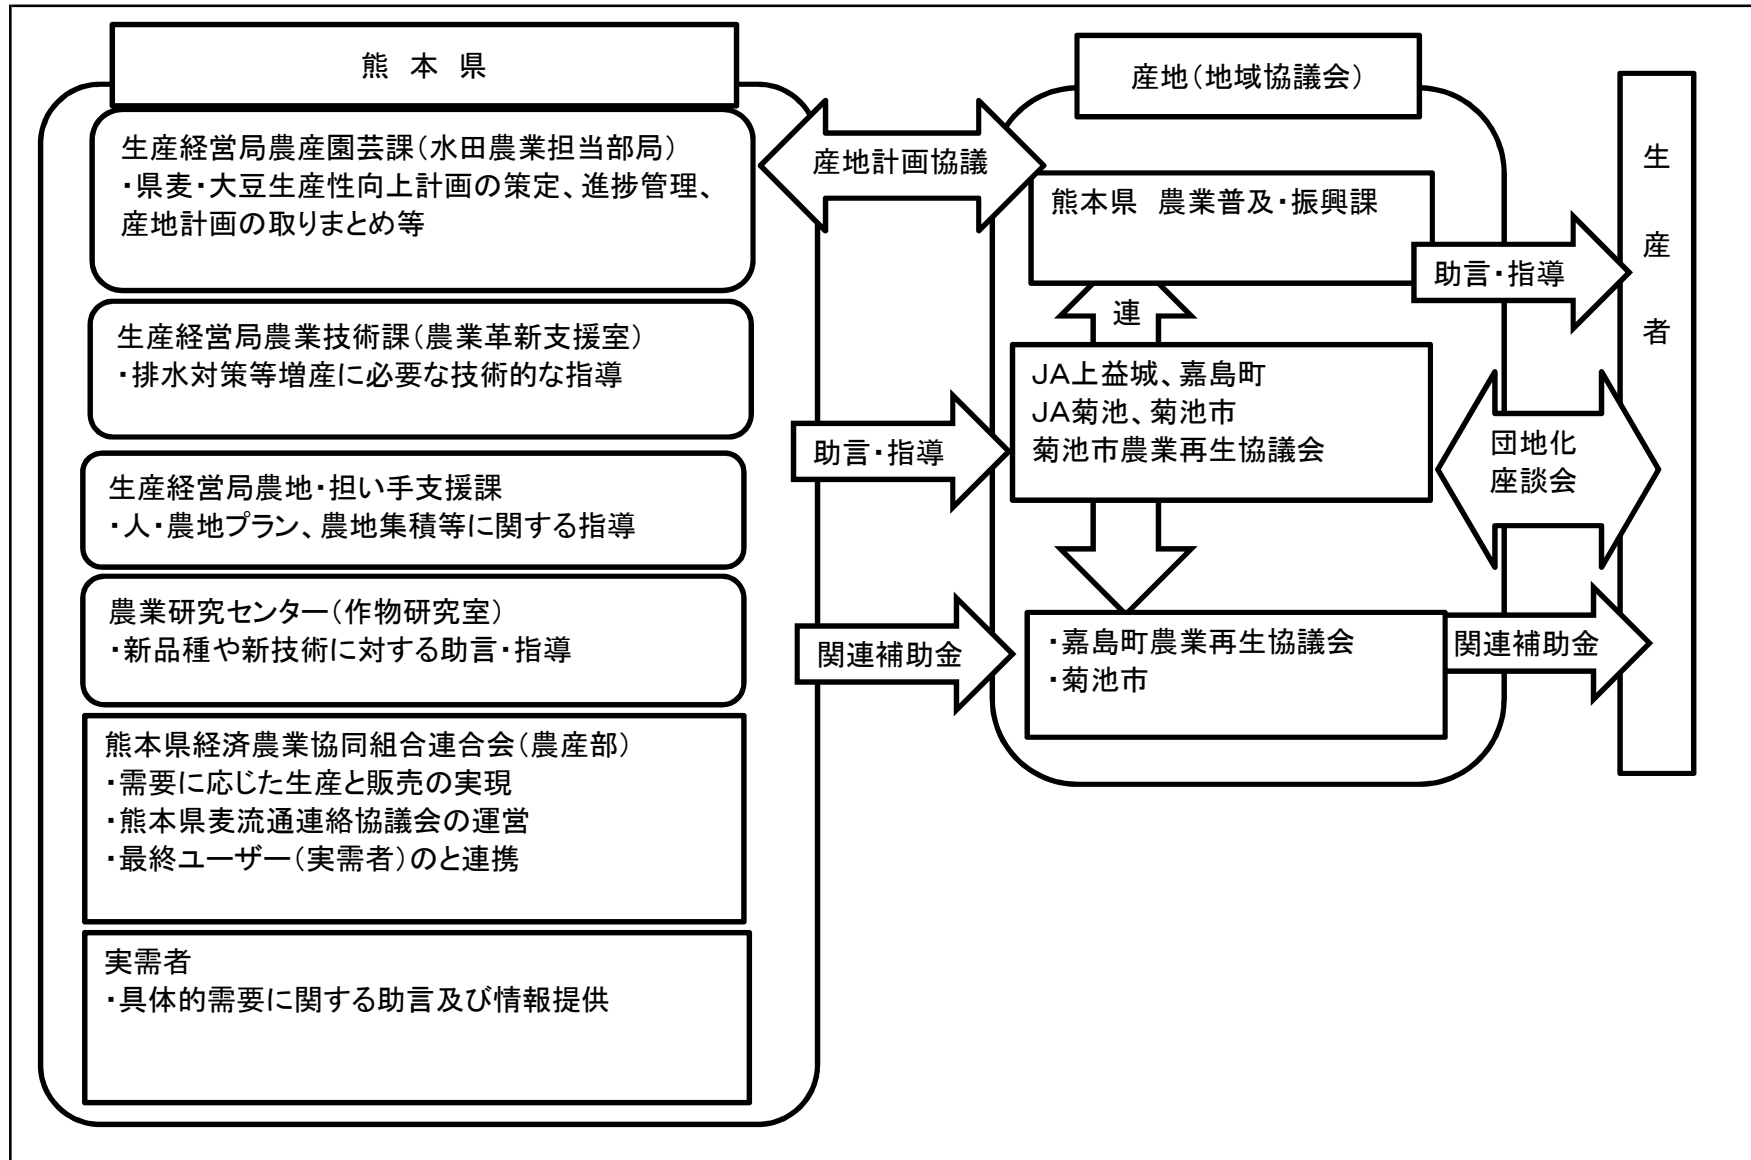 熊 本 県
生産経営局農産園芸課（水田農業担当部局）
・県麦・大豆生産性向上計画の策定、進捗管理、
産地計画の取りまとめ等
生産経営局農業技術課（農業革新支援室）
・排水対策等増産に必要な技術的な指導
生産経営局農地・担い手支援課
・人・農地プラン、農地集積等に関する指導
農業研究センター（作物研究室）
・新品種や新技術に対する助言・指導
熊本県経済農業協同組合連合会（農産部）
・需要に応じた生産と販売の実現
・熊本県麦流通連絡協議会の運営
・最終ユーザー（実需者）のと連携
実需者
・具体的需要に関する助言及び情報提供
産地計画協議
助言・指導
関連補助金
産地（地域協議会）
熊本県　農業普及・振興課
連
ＪＡ上益城、嘉島町
ＪＡ菊池、菊池市
菊池市農業再生協議会
・嘉島町農業再生協議会
・菊池市
助言・指導
団地化
座談会
関連補助金
生
産
者